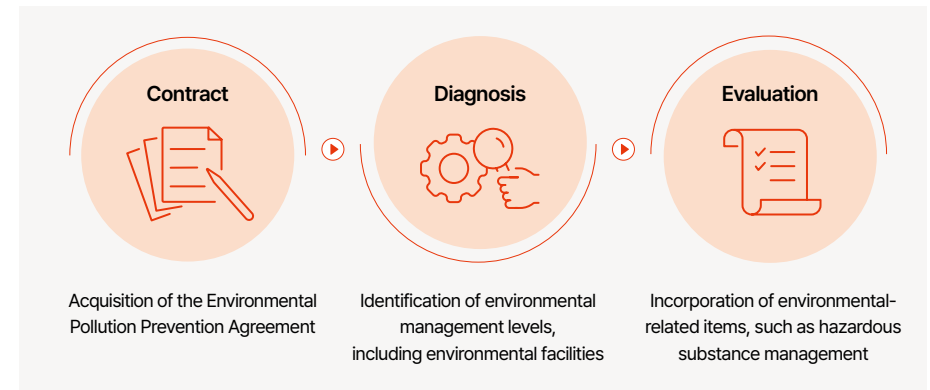 Contract
Diagnosis
Evaluation
Acquisition of the Environmental
Pollution Prevention Agreement
Identification of environmental
management levels,
including environmental facilities
Incorporation of environmental-
related items, such as hazardous
substance management